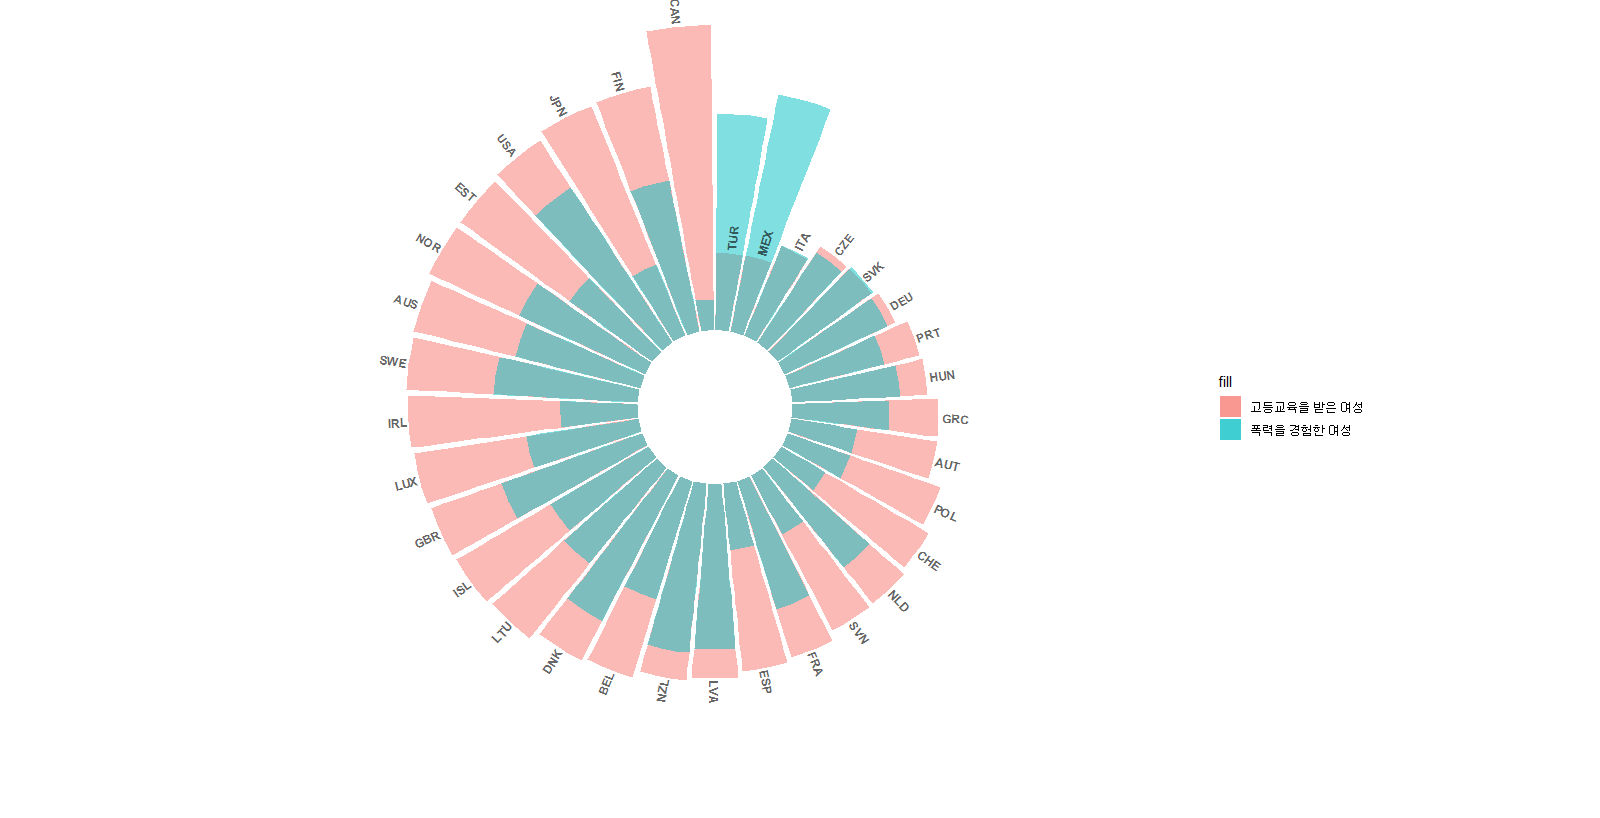 CAN
TUR
MEX
ITA
CZE
SVK
DEU
PRT
HUN
GRC
AUT
POL
CHE
NLD
SVN
FRA
ESP
LVA
NZL
BEL
DNK
LTU
ISL
GBR
LUX
IRL
SWE
AUS
NOR
EST
USA
JPN
FIN
fill
고등교육을 받은 여성
폭력을 경험한 여성